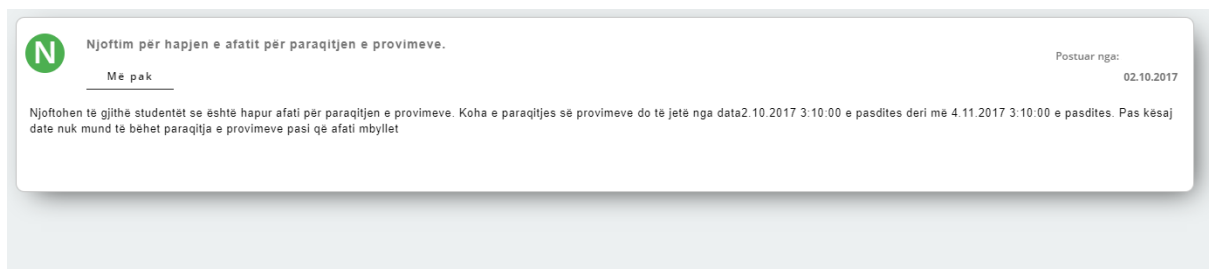 N
Njoftim për hapjen e afatit për paraqitjen e provimeve.
Postuar nga:
Më pak
02.10.2017
Njoftohen të gjithë studentët se është hapur afati për paraqitjen e provimeve. Koha e paraqitjes së provimeve do të jetë nga data2.10.2017 3:10:00 e pasdites deri më 4.11.2017 3:10:00 e pasdites. Pas kësaj
date nuk mund të bëhet paraqitja e provimeve pasi që afati mbyllet